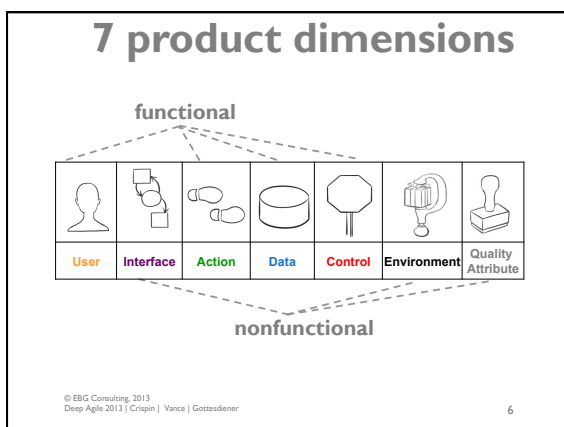 7 product dimensions
functional
User Interface Action Data Control Environment Quality Attribute
nonfunctional
© EBG Consulting, 2013
Deep Agile 2013 | Crispin | Vance | Gottesdiener
6